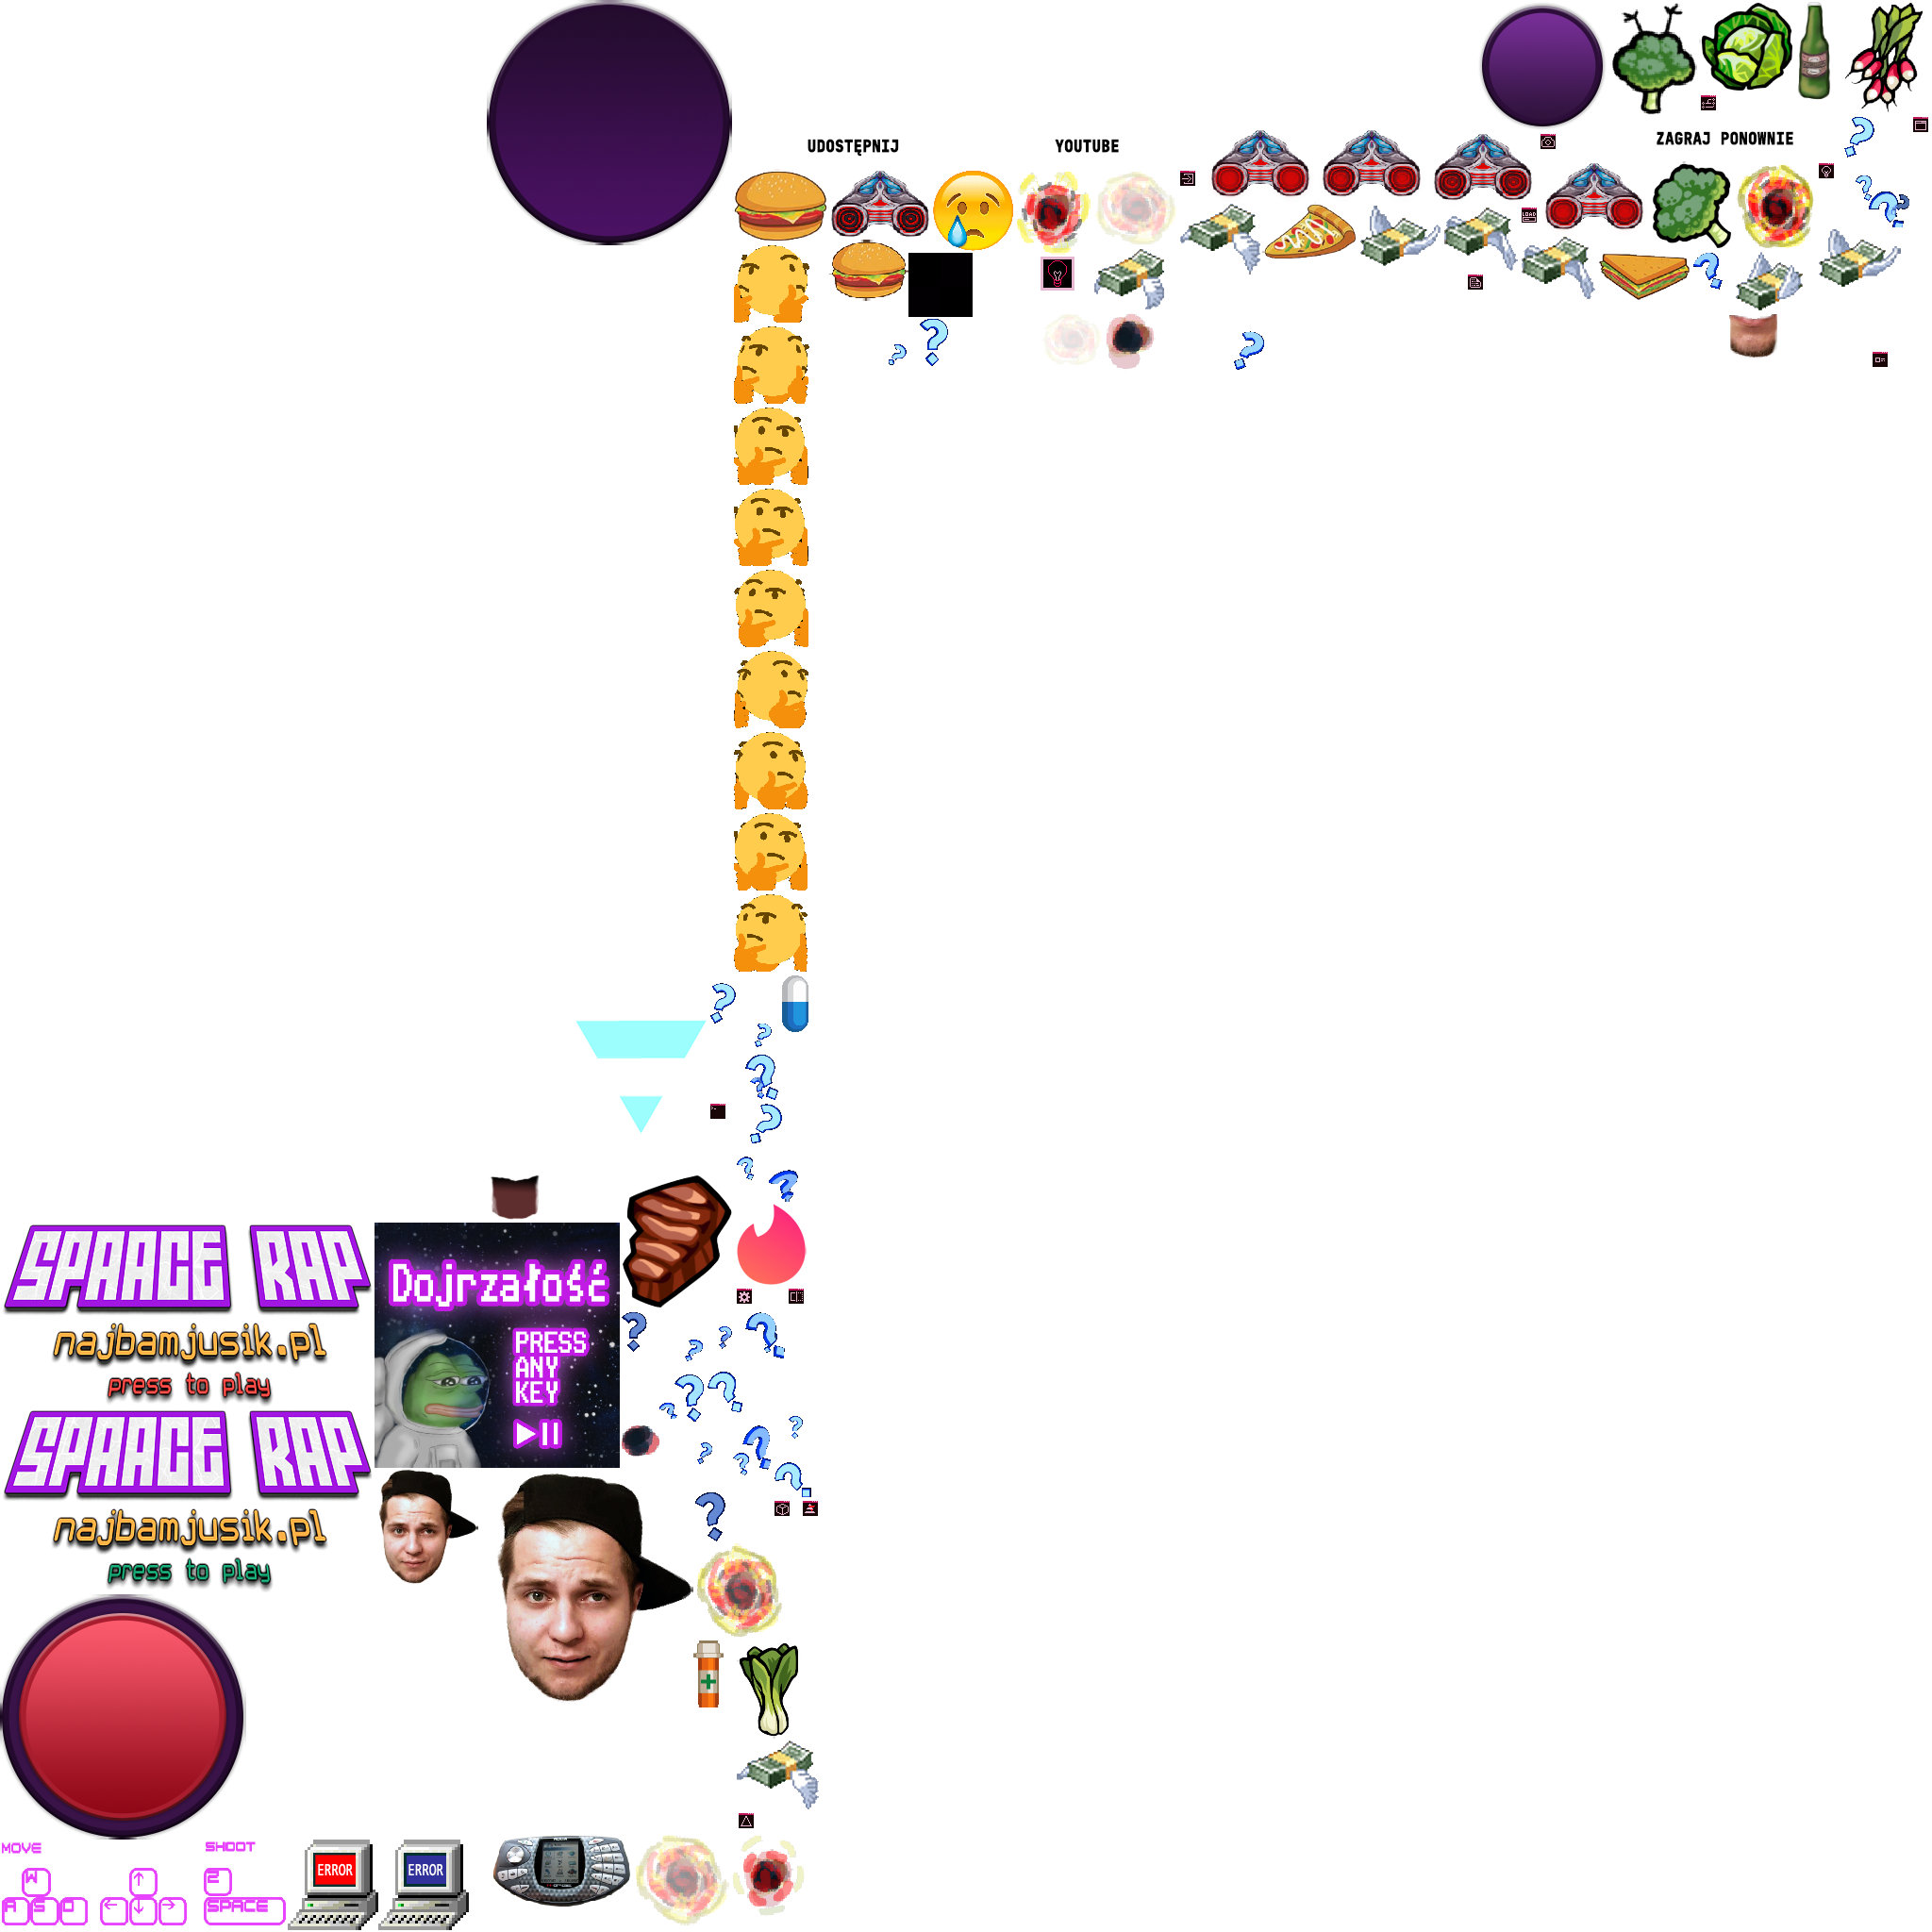 UDOSTĘPNIJ
YOUTUBE
ZAGRAJ PONOWNIE
LOAD
SPAACE RAP
najbamjusik.pl
press to play
Dojrzałość
PRESS
ANY
KEY
SPAACE RAP
najbamjusik.pl
press to play
MOVE
SHOOT
W
A S D
Z
SPACE
ERROR
ERROR